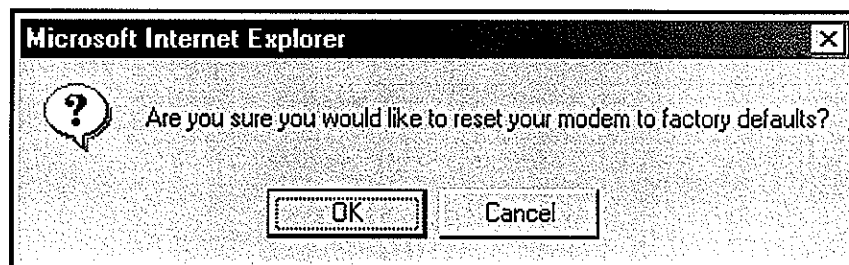 Microsoft Internet Explorer
Are you sure you would like to reset your modem to factory defaults?
OK
Cancel